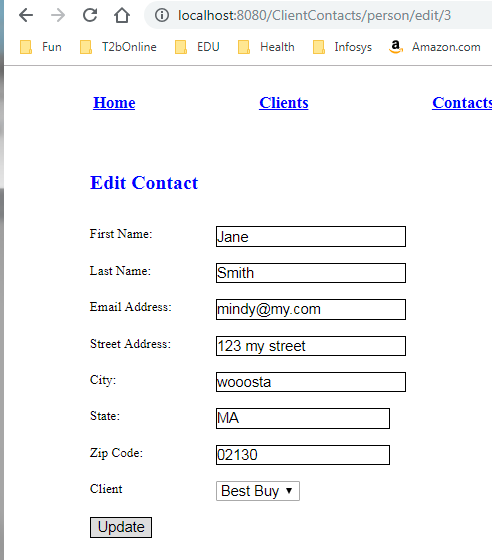 localhost:8080/ClientContacts/person/edit/3
Fun T2bOnline EDU Health Infosys Amazon.com
Home Clients Contacts
Edit Contact
First Name: Jane
Last Name: Smith
Email Address: mindy@my.com
Street Address: 123 my street
City: wooosta
State: MA
Zip Code: 02130
Client Best Buy
Update